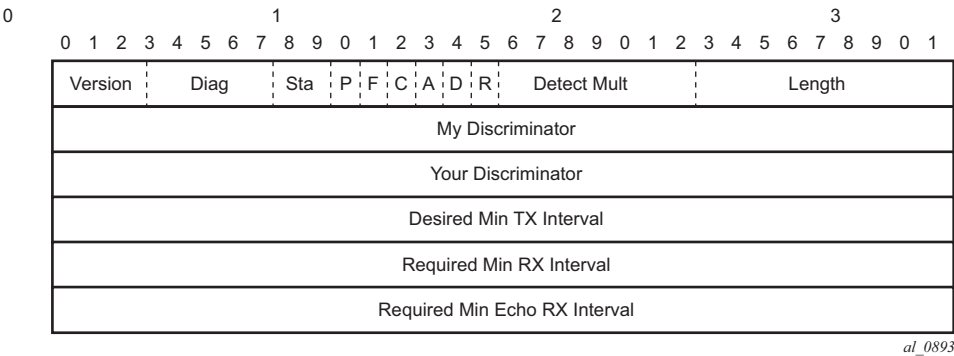 0 1 2 3
0 1 2 3 4 5 6 7 8 9 0 1 2 3 4 5 6 7 8 9 0 1 2 3 4 5 6 7 8 9 0 1
Version Diag Sta P F C A D R Detect Mult Length
My Discriminator
Your Discriminator
Desired Min TX Interval
Required Min RX Interval
Required Min Echo RX Interval
al_0893